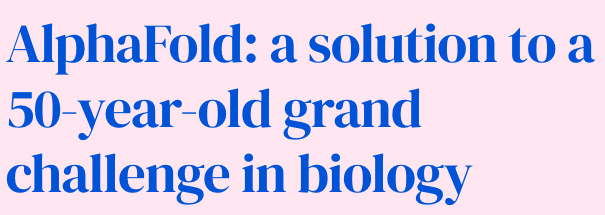 AlphaFold: a solution to a
50-year-old grand
challenge in biology